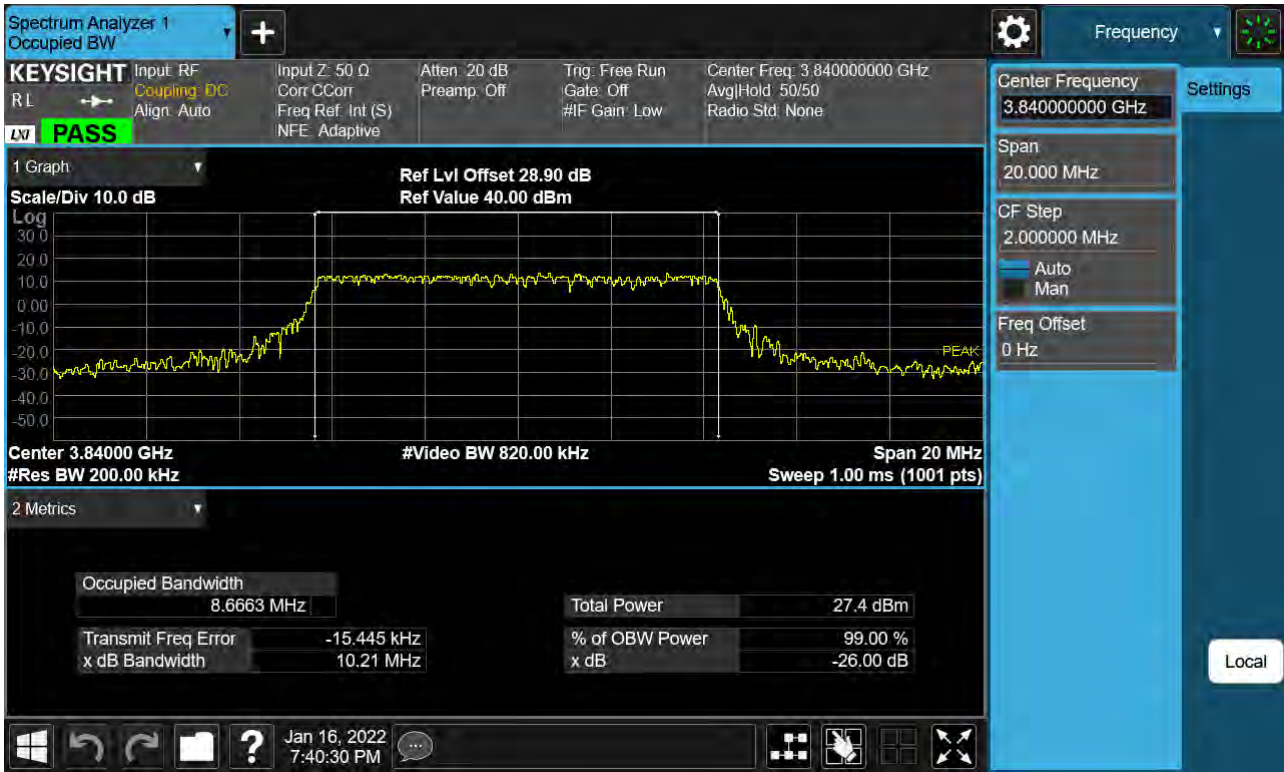 Spectrum Analyzer 1
Occupied BW
+
Frequency
KEYSIGHT
RL
LXI PASS
Input: RF
Coupling: DC
Align: Auto
Input Z: 50 Ω
Corr CCorr
Freq Ref: Int (S)
NFE: Adaptive
Atten: 20 dB
Preamp: Off
Trig: Free Run
Gate: Off
#IF Gain: Low
Center Freq: 3.840000000 GHz
Avg|Hold: 50/50
Radio Std: None
Center Frequency
3.840000000 GHz
Settings
Span
20.000 MHz
CF Step
2.000000 MHz
Auto
Man
Freq Offset
0 Hz
1 Graph
Scale/Div 10.0 dB
Ref Lvl Offset 28.90 dB
Ref Value 40.00 dBm
Log
30.0
20.0
10.0
0.00
-10.0
-20.0
-30.0
-40.0
-50.0
PEAK
Center 3.84000 GHz
#Video BW 820.00 kHz
Span 20 MHz
#Res BW 200.00 kHz
Sweep 1.00 ms (1001 pts)
2 Metrics
Occupied Bandwidth
8.6663 MHz
Total Power 27.4 dBm
Transmit Freq Error -15.445 kHz
% of OBW Power 99.00 %
x dB Bandwidth 10.21 MHz
x dB -26.00 dB
Local
?
Jan 16, 2022
7:40:30 PM